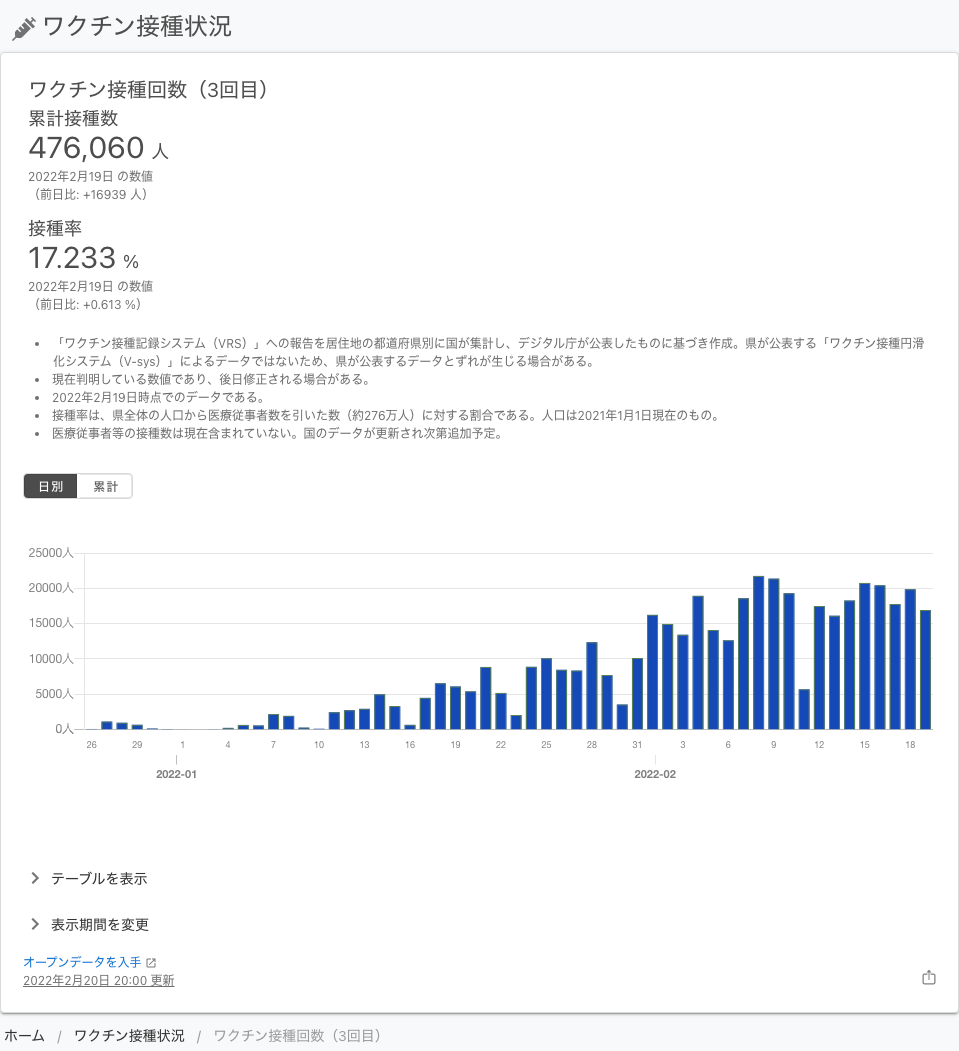 ワクチン接種状況
ワクチン接種回数（3回目）
累計接種数
476,060 人
2022年2月19日 の数値
（前日比: +16939 人）
接種率
17.233 %
2022年2月19日 の数値
（前日比: +0.613 %）
• 「ワクチン接種記録システム（VRS）」への報告を居住地の都道府県別に国が集計し、デジタル庁が公表したものに基づき作成。県が公表する「ワクチン接種円滑
化システム（V-sys）」によるデータではないため、県が公表するデータとずれが生じる場合がある。
• 現在判明している数値であり、後日修正される場合がある。
• 2022年2月19日時点でのデータである。
• 接種率は、県全体の人口から医療従事者数を引いた数（約276万人）に対する割合である。人口は2021年1月1日現在のもの。
• 医療従事者等の接種数は現在含まれていない。国のデータが更新され次第追加予定。
日別 累計
25000人
20000人
15000人
10000人
5000人
0人
26 29 1 4 7 10 13 16 19 22 25 28 31 3 6 9 12 15 18
2022-01 2022-02
テーブルを表示
表示期間を変更
オープンデータを入手
2022年2月20日 20:00 更新
ホーム / ワクチン接種状況 / ワクチン接種回数（3回目）